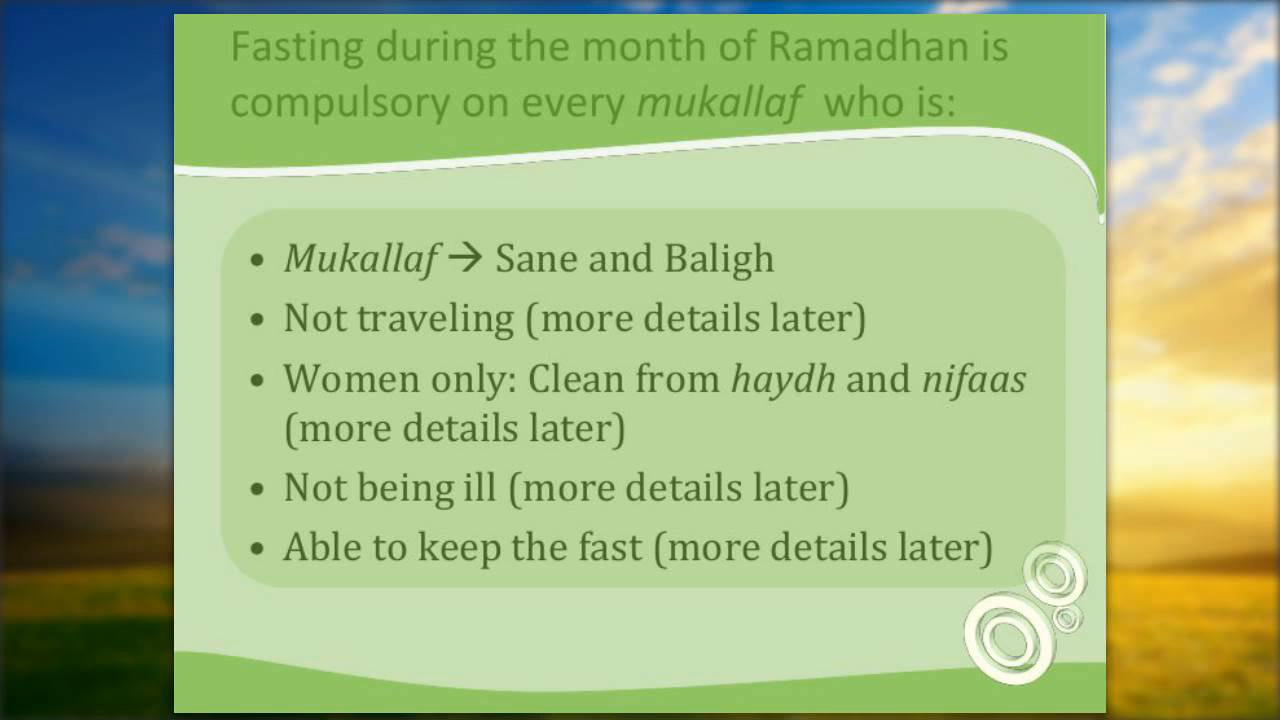 Fasting during the month of Ramadhan is
compulsory on every mukallaf who is:
• Mukallaf → Sane and Baligh
• Not traveling (more details later)
• Women only: Clean from haydh and nifaas
(more details later)
• Not being ill (more details later)
• Able to keep the fast (more details later)